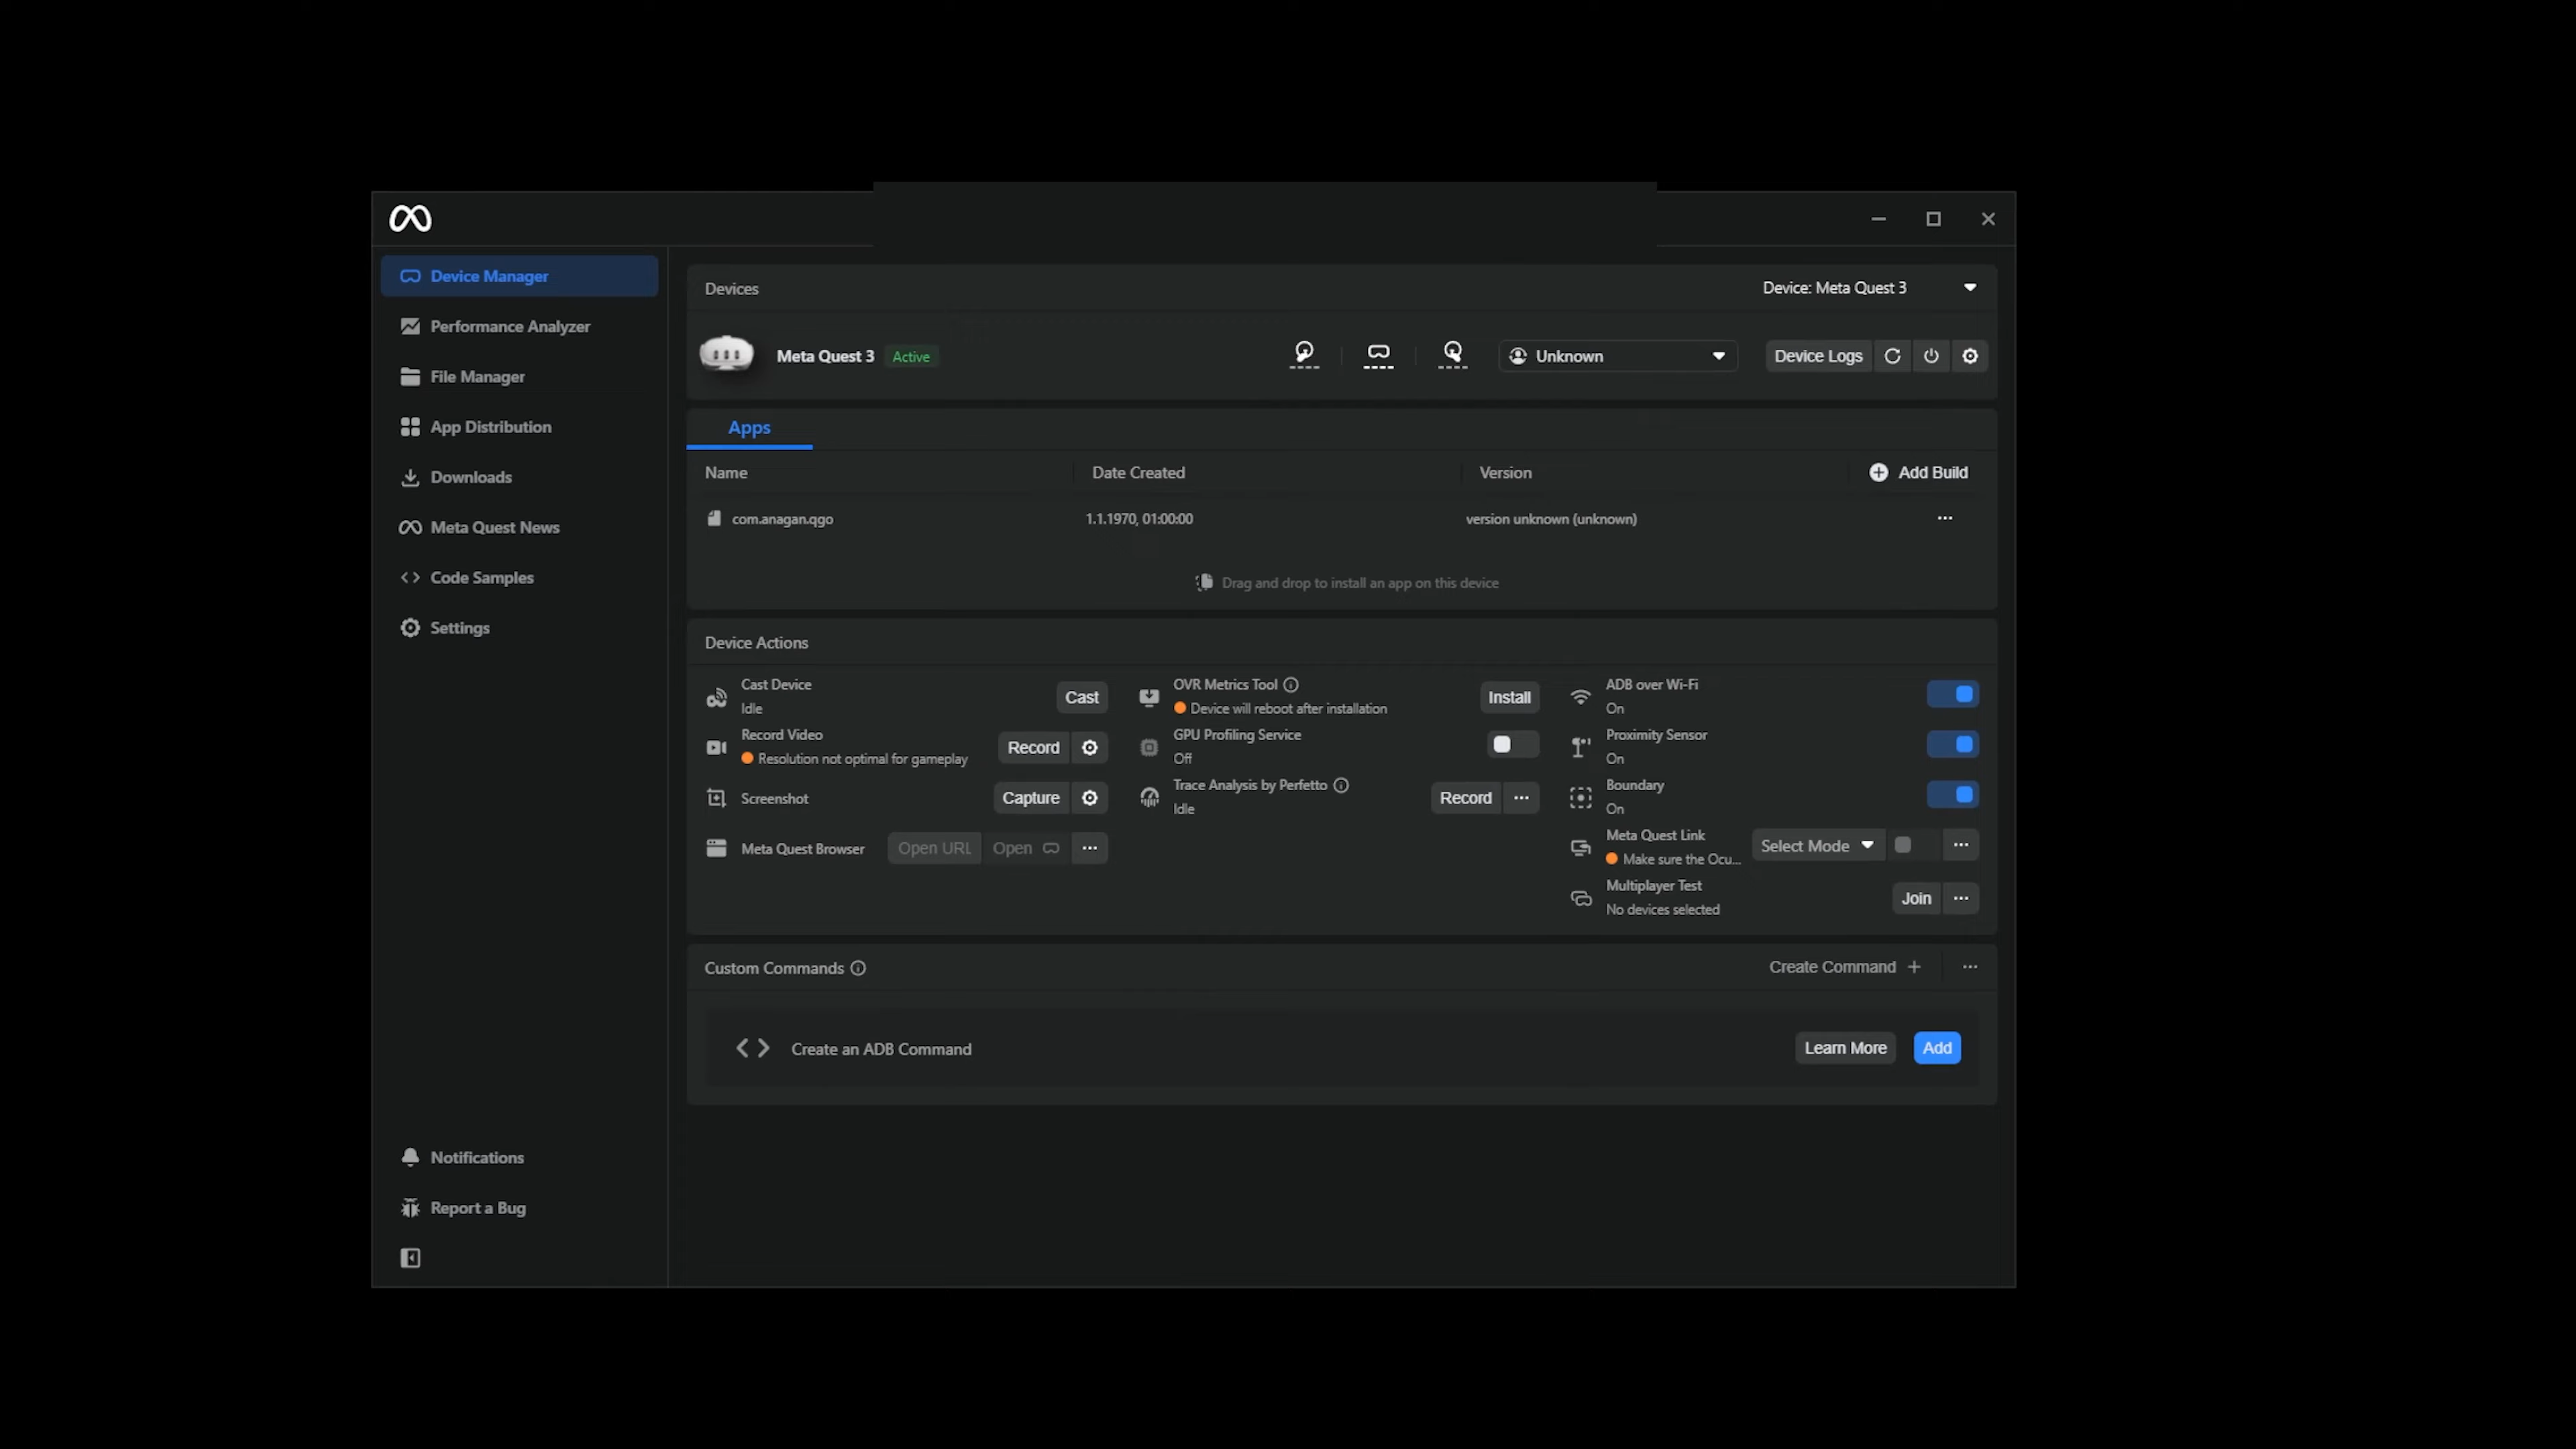 Device Manager
Performance Analyzer
File Manager
App Distribution
Downloads
Meta Quest News
Code Samples
Settings
Notifications
Report a Bug
Devices
Device: Meta Quest 3
Meta Quest 3 Active
Unknown
Device Logs
Apps
Name Date Created Version Add Build
com.anagan.qgo 1.1.1970, 01:00:00 version unknown (unknown)
Drag and drop to install an app on this device
Device Actions
Cast Device
Idle
Cast
Record Video
Resolution not optimal for gameplay
Record
Screenshot
Capture
Meta Quest Browser
Open URL
Open
OVR Metrics Tool
Device will reboot after installation
Install
GPU Profiling Service
Off
Trace Analysis by Perfetto
Idle
Record
ADB over Wi-Fi
On
Proximity Sensor
On
Boundary
On
Meta Quest Link
Make sure the Ocu...
Select Mode
Multiplayer Test
No devices selected
Join
Custom Commands
Create Command +
Create an ADB Command
Learn More
Add